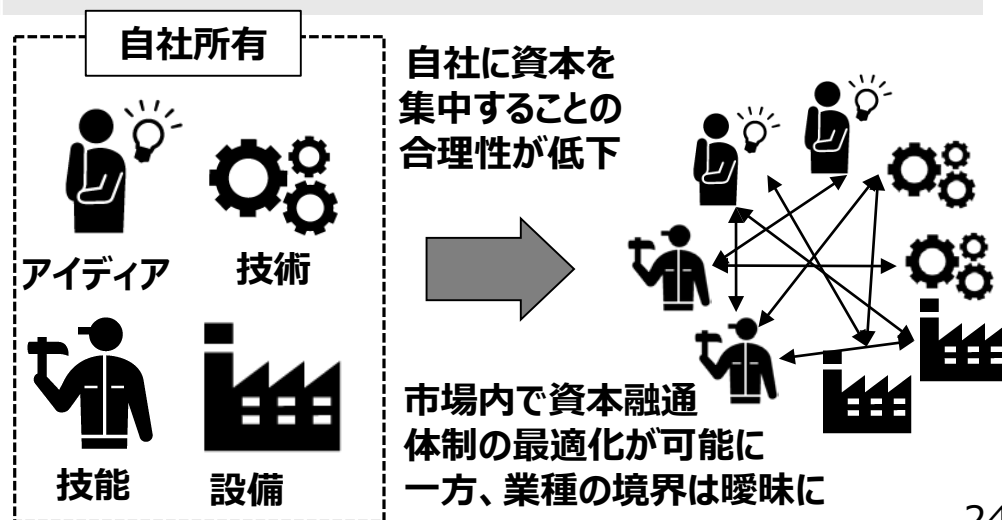 自社所有
アイディア
技術
技能
設備
自社に資本を
集中することの
合理性が低下
市場内で資本融通
体制の最適化が可能に
一方、業種の境界は曖昧に
24